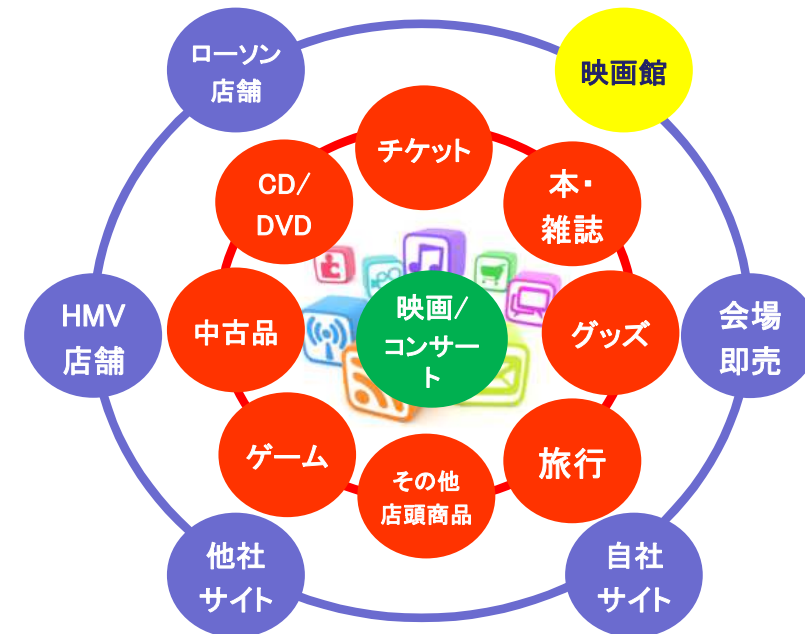 ローソン
店舗
映画館
チケット
CD/
DVD
本・
雑誌
HMV
店舗
中古品
映画/
コンサー
ト
グッズ
会場
即売
ゲーム
その他
店頭商品
旅行
他社
サイト
自社
サイト